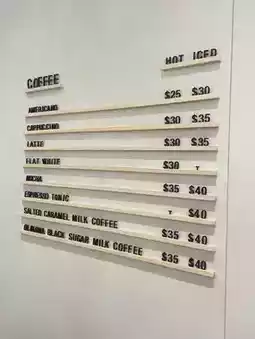 HOT ICED
COFFEE
AMERICANO $25 $30
CAPPUCCINO $30 $35
LATTE $30 $35
FLAT WHITE $30
MOCHA $35 $40
ESPRESSO TONIC $40
SALTED CARAMEL MILK COFFEE $35 $40
OKINAWA BLACK SUGAR MILK COFFEE $35 $40